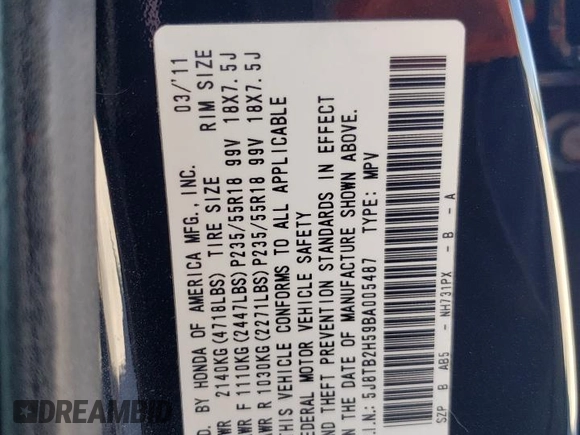 D. BY HONDA OF AMERICA MFG., INC. 03/'11
WR 2140KG(4718LBS) TIRE SIZE RIM SIZE
WR F 1110KG(2447LBS)P235/55R18 99V 18X7.5J
WR R 1030KG(2271LBS)P235/55R18 99V 18X7.5J
THIS VEHICLE CONFORMS TO ALL APPLICABLE
EDERAL MOTOR VEHICLE SAFETY
AND THEFT PREVENTION STANDARDS IN EFFECT
N THE DATE OF MANUFACTURE SHOWN ABOVE.
I.N.: 5J8TB2H59BA005487 TYPE: MPV
SZP B AB5 - NH731PX - B - A
DREAMBID